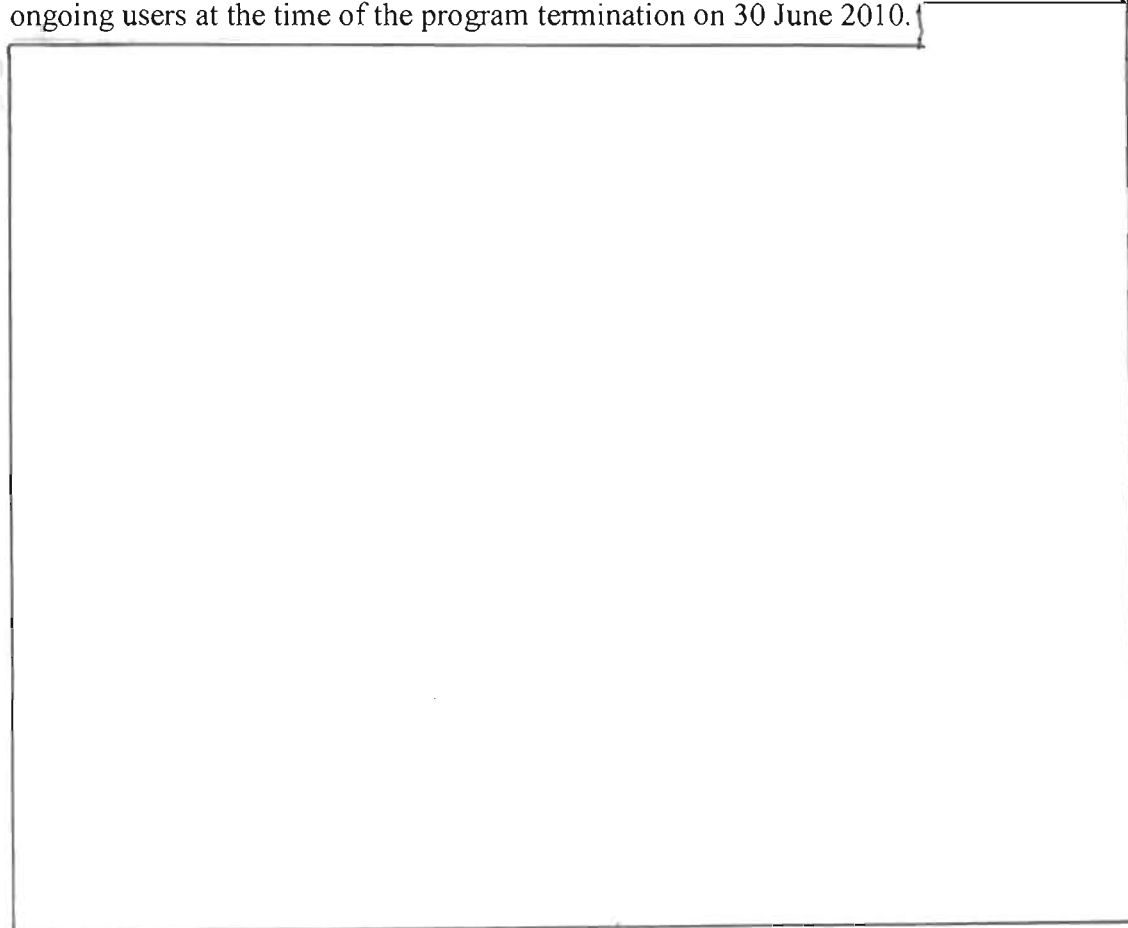 ongoing users at the time of the program termination on 30 June 2010.